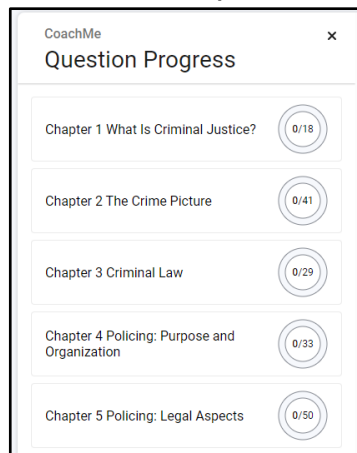 CoachMe
×
Question Progress
Chapter 1 What Is Criminal Justice?
0/18
Chapter 2 The Crime Picture
0/41
Chapter 3 Criminal Law
0/29
Chapter 4 Policing: Purpose and
Organization
0/33
Chapter 5 Policing: Legal Aspects
0/50